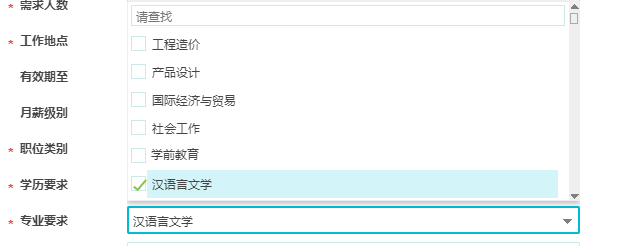 * 需求人数
请查找
* 工作地点
工程造价
有效期至
产品设计
国际经济与贸易
月薪级别
社会工作
* 职位类别
学前教育
* 学历要求
汉语言文学
* 专业要求
汉语言文学